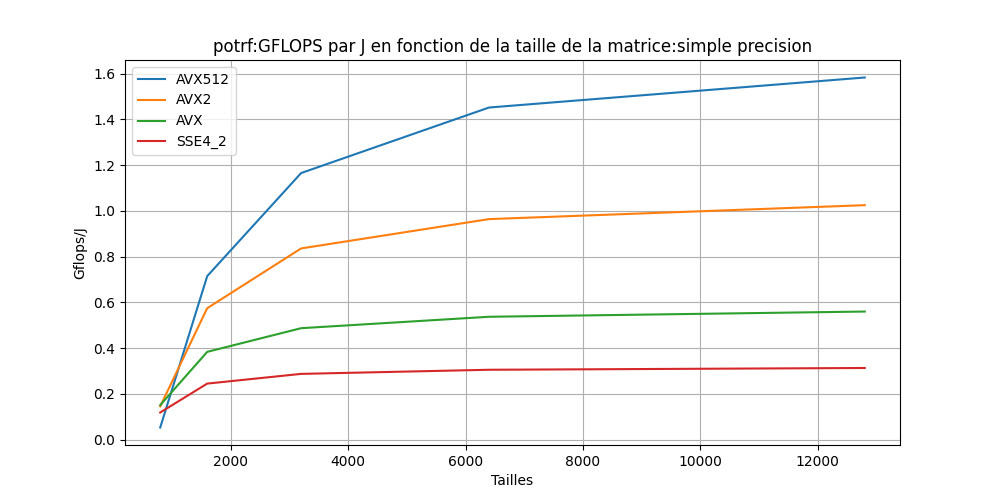 potrf:GFLOPS par J en fonction de la taille de la matrice:simple precision
AVX512
AVX2
AVX
SSE4_2
Gflops/J
1.6
1.4
1.2
1.0
0.8
0.6
0.4
0.2
0.0
2000 4000 6000 8000 10000 12000
Tailles